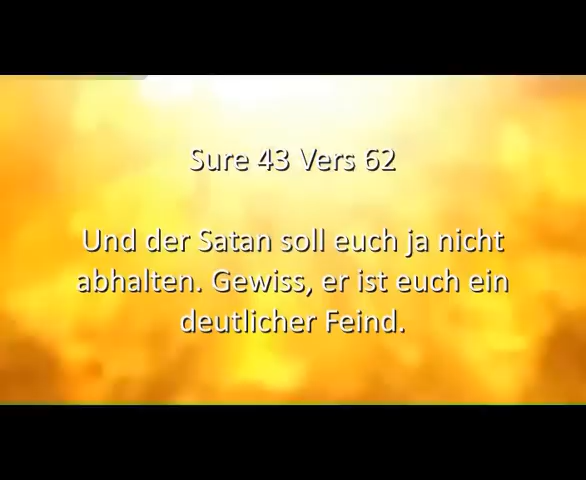 Sure 43 Vers 62
Und der Satan soll euch ja nicht
abhalten. Gewiss, er ist euch ein
deutlicher Feind.